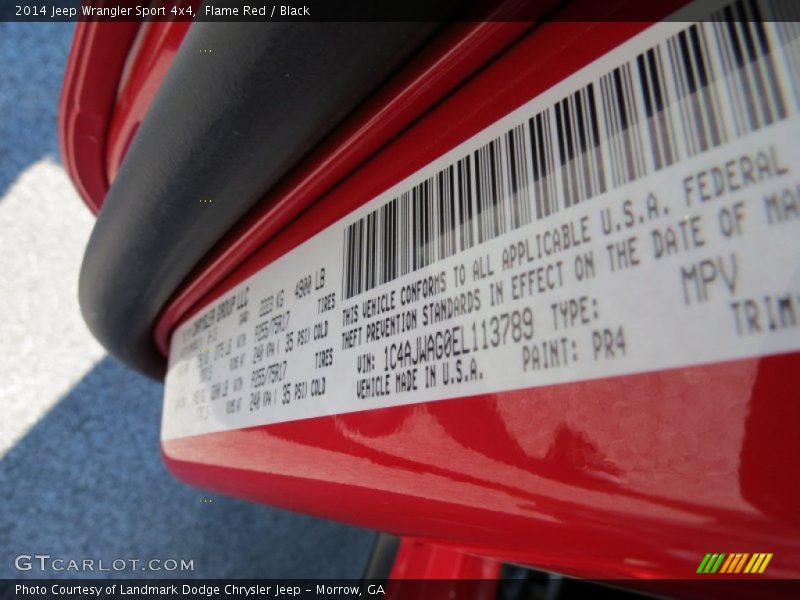 2014 Jeep Wrangler Sport 4x4, Flame Red / Black
CHRYSLER GROUP LLC
2223 KG 4900 LB
TIRES
P255/75R17
240 KPA ( 35 PSI) COLD
TIRES
P255/75R17
240 KPA ( 35 PSI) COLD
THIS VEHICLE CONFORMS TO ALL APPLICABLE U.S.A. FEDERAL
THEFT PREVENTION STANDARDS IN EFFECT ON THE DATE OF MA
VIN: 1C4AJWAG0EL113789 TYPE: MPV
VEHICLE MADE IN U.S.A. PAINT: PR4 TRIM
GTCARLOT.COM
Photo Courtesy of Landmark Dodge Chrysler Jeep - Morrow, GA